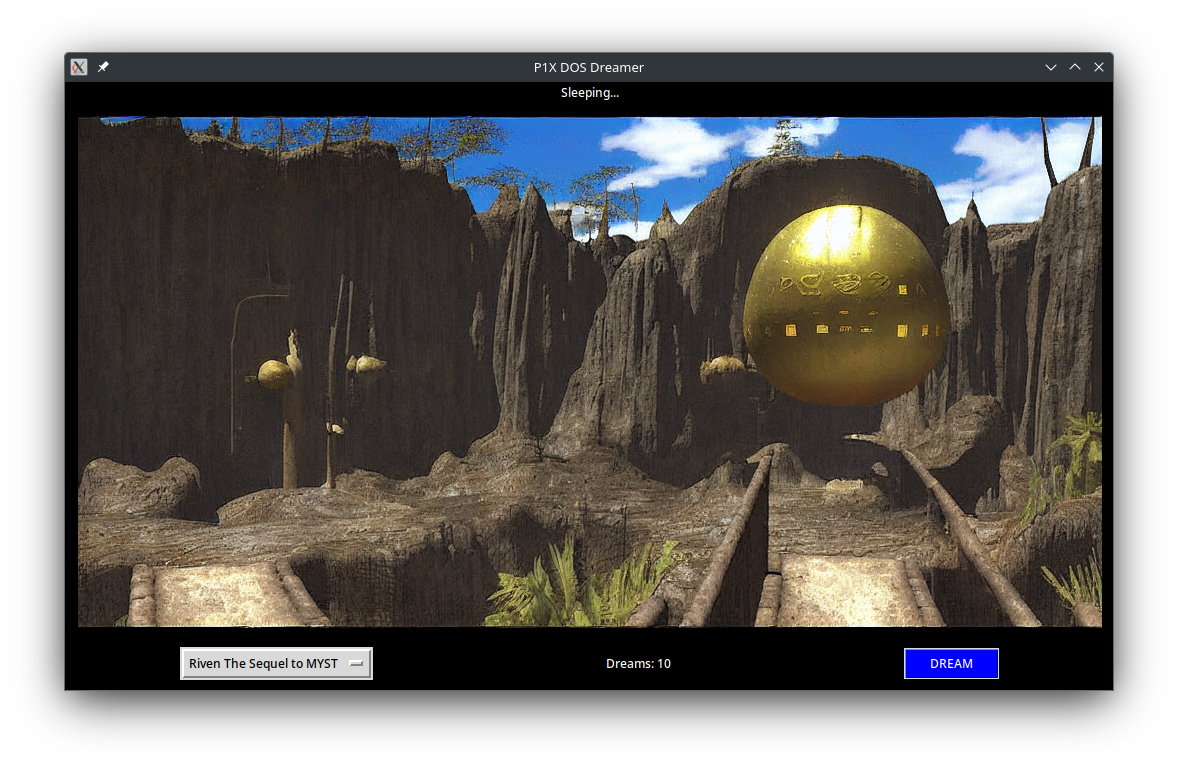 P1X DOS Dreamer
Sleeping...
Riven The Sequel to MYST
Dreams: 10
DREAM